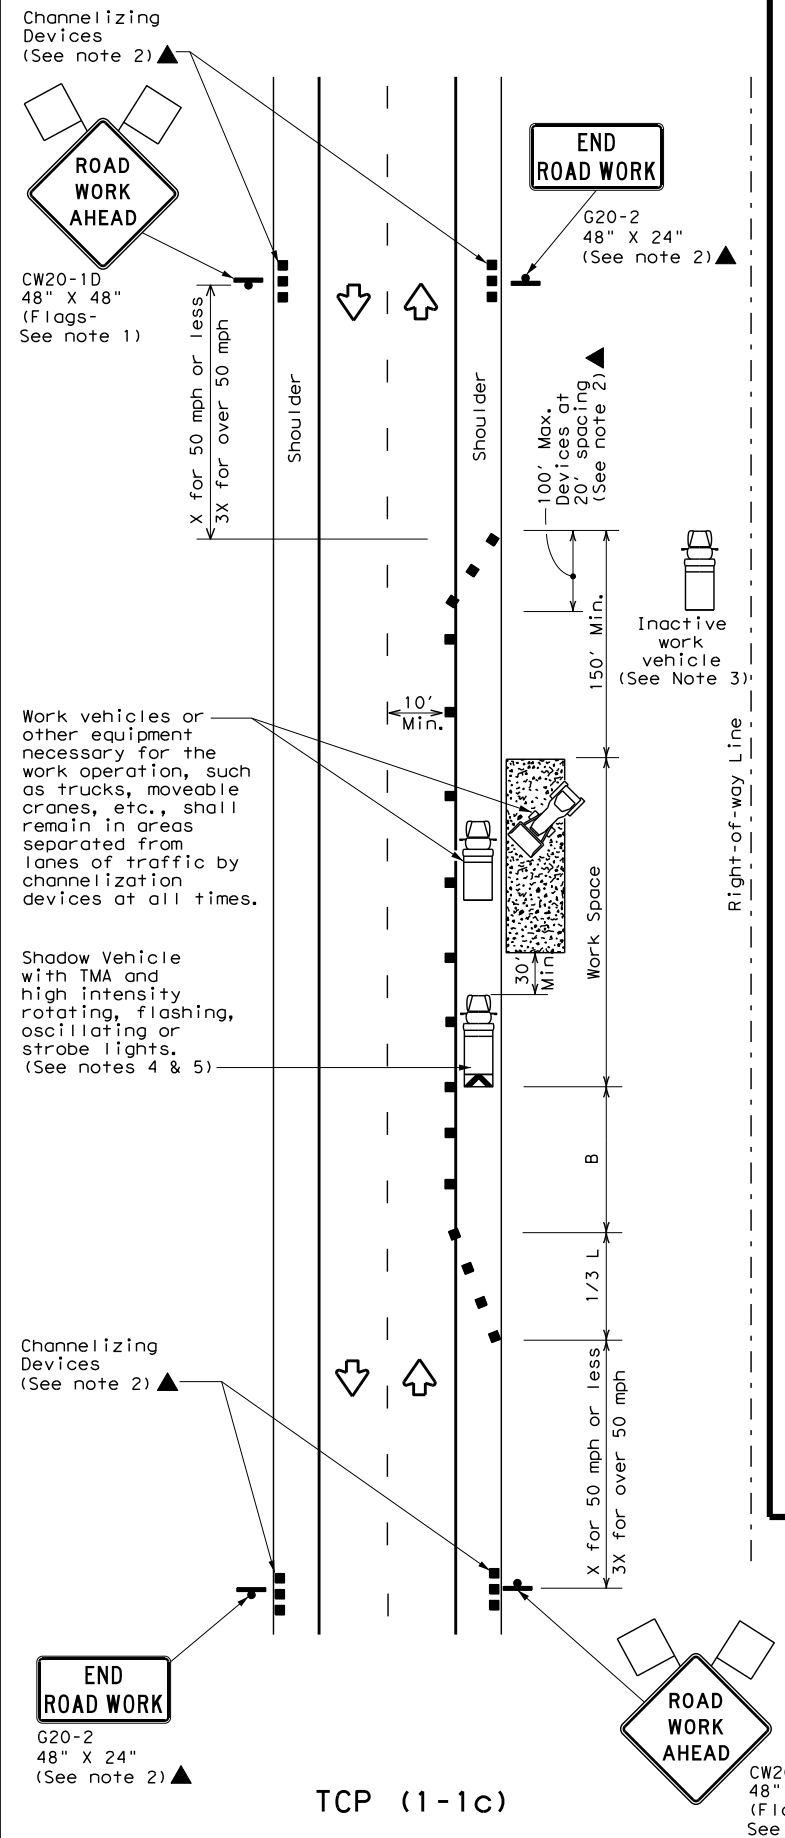 Channelizing
Devices
(See note 2)
ROAD
WORK
AHEAD
CW20-1D
48" X 48"
(Flags-
See note 1)
END
ROAD WORK
G20-2
48" X 24"
(See note 2)
X for 50 mph or less
3X for over 50 mph
Shoulder
Shoulder
100' Max.
Devices at
20' spacing
(See note 2)
150' Min.
Inactive
work
vehicle
(See Note 3)
10'
Min.
Work vehicles or
other equipment
necessary for the
work operation, such
as trucks, moveable
cranes, etc., shall
remain in areas
separated from
lanes of traffic by
channelization
devices at all times.
Right-of-way Line
Work Space
30'
Min.
Shadow Vehicle
with TMA and
high intensity
rotating, flashing,
oscillating or
strobe lights.
(See notes 4 & 5)
B
1/3 L
Channelizing
Devices
(See note 2)
X for 50 mph or less
3X for over 50 mph
END
ROAD WORK
G20-2
48" X 24"
(See note 2)
ROAD
WORK
AHEAD
48"
See
TCP (1-1c)